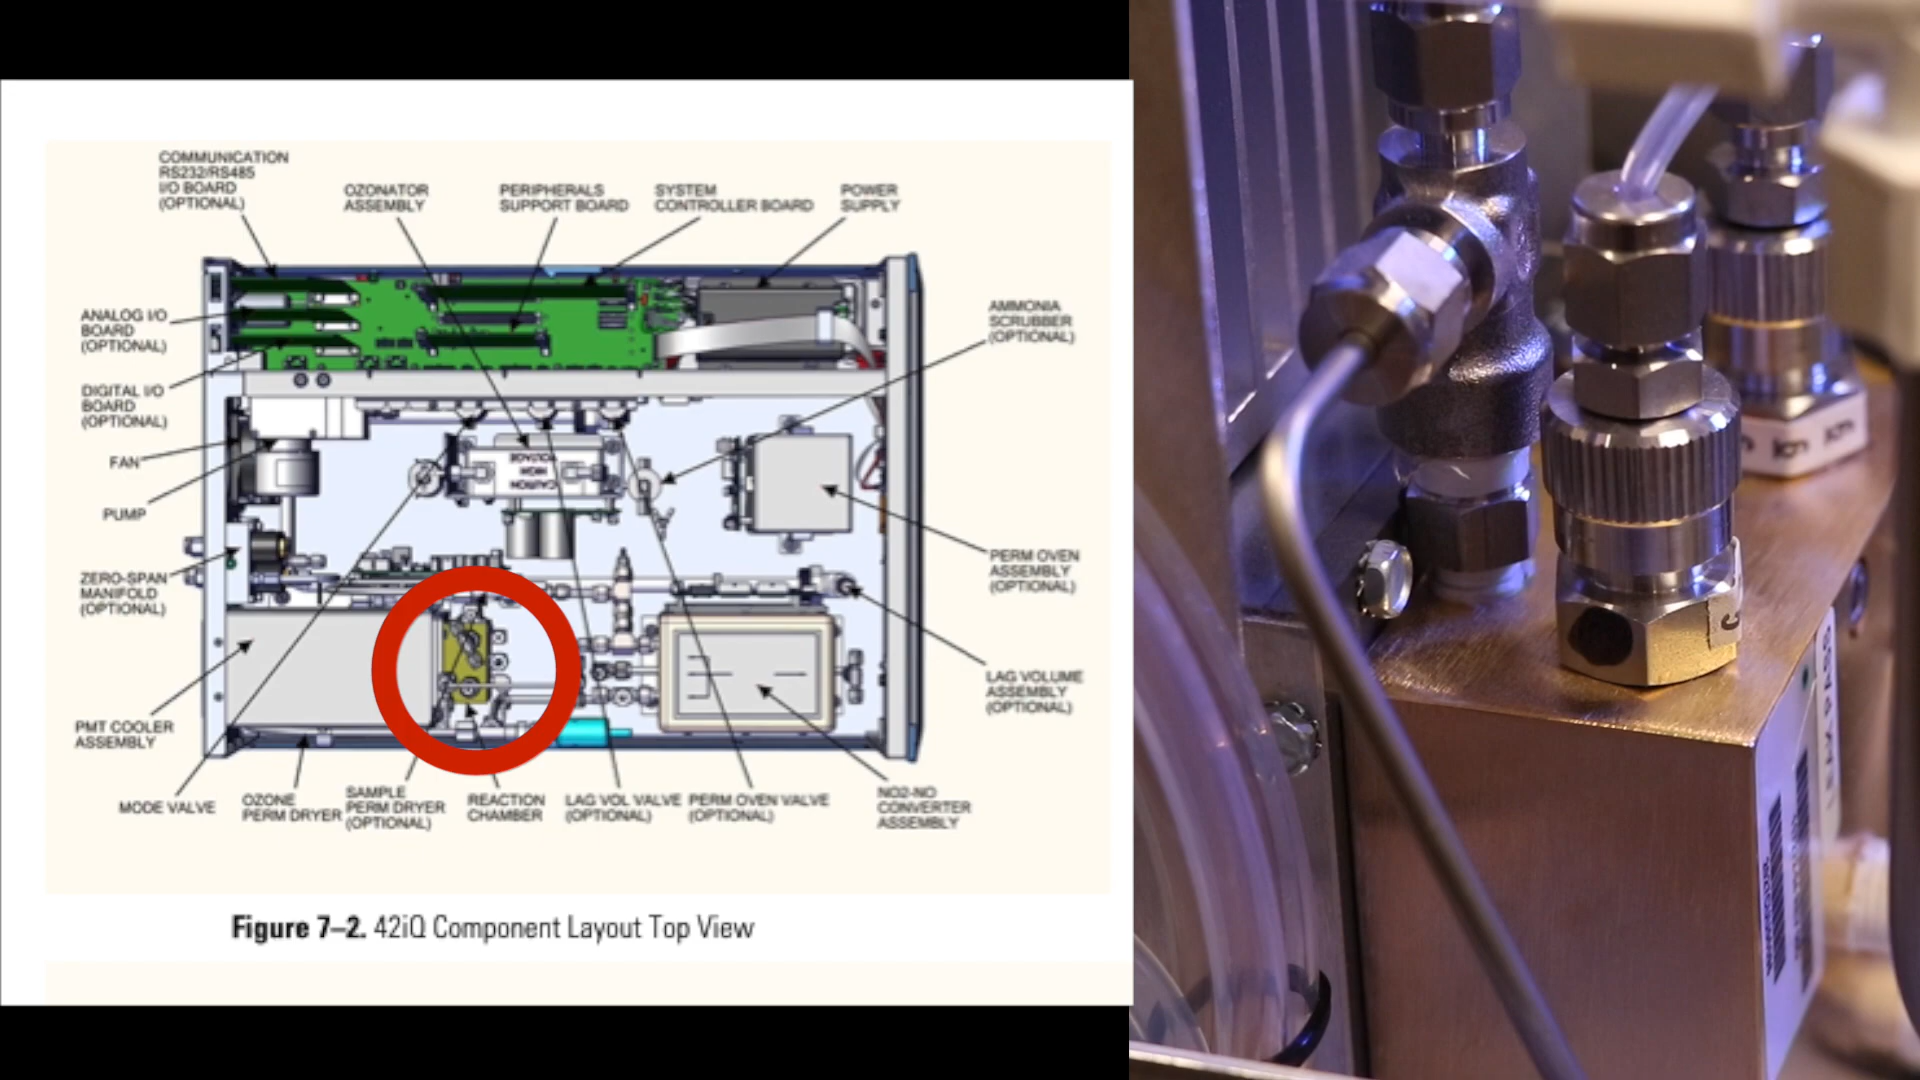 COMMUNICATION
RS232/RS485
I/O BOARD
(OPTIONAL)
OZONATOR
ASSEMBLY
PERIPHERALS
SUPPORT BOARD
SYSTEM
CONTROLLER BOARD
POWER
SUPPLY
ANALOG I/O
BOARD
(OPTIONAL)
AMMONIA
SCRUBBER
(OPTIONAL)
DIGITAL I/O
BOARD
(OPTIONAL)
FAN
PUMP
CAUTION
HIGH
VOLTAGE
PERM OVEN
ASSEMBLY
(OPTIONAL)
ZERO-SPAN
MANIFOLD
(OPTIONAL)
LAG VOLUME
ASSEMBLY
(OPTIONAL)
PMT COOLER
ASSEMBLY
MODE VALVE
OZONE
PERM DRYER
SAMPLE
PERM DRYER
(OPTIONAL)
REACTION
CHAMBER
LAG VOL VALVE
(OPTIONAL)
PERM OVEN VALVE
(OPTIONAL)
NO2-NO
CONVERTER
ASSEMBLY
Figure 7–2. 42iQ Component Layout Top View